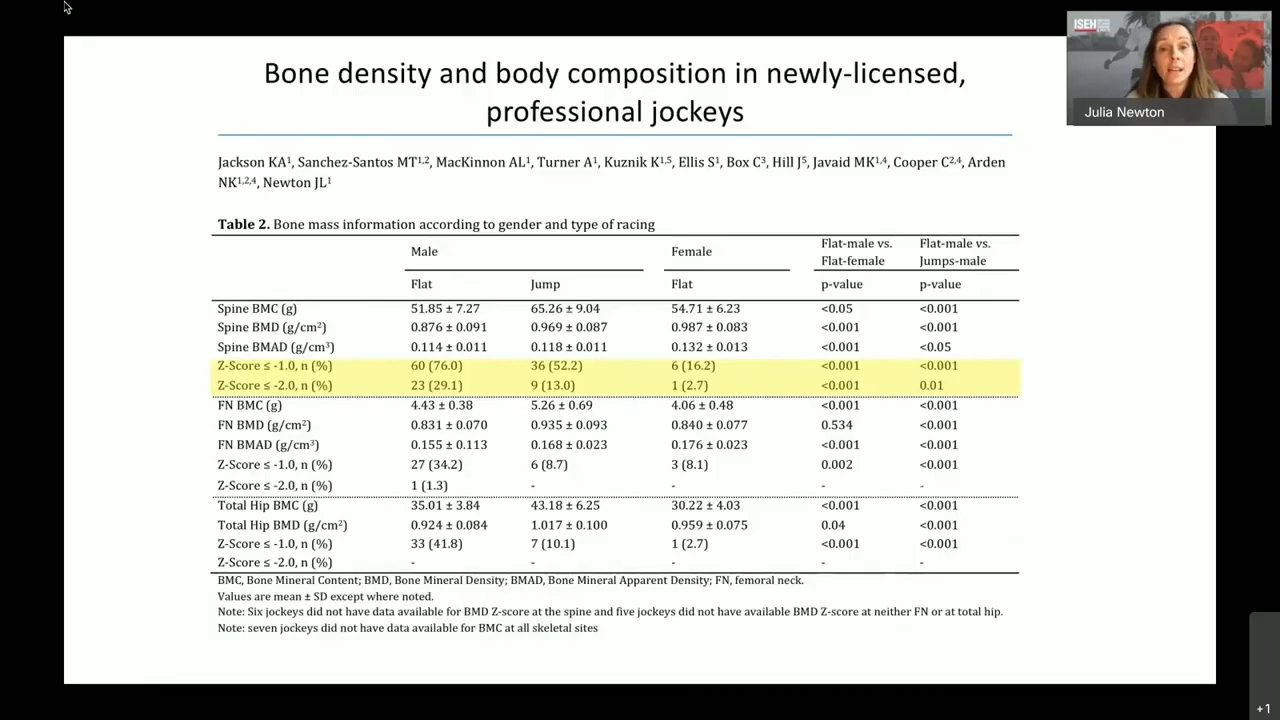 Bone density and body composition in newly-licensed,
professional jockeys
Jackson KA¹, Sanchez-Santos MT¹,², MacKinnon AL¹, Turner A¹, Kuznik K¹,⁵, Ellis S¹, Box C³, Hill J⁵, Javaid MK¹,⁴, Cooper C²,⁴, Arden
NK¹,²,⁴, Newton JL¹
Table 2. Bone mass information according to gender and type of racing
Male Female Flat-male vs. Flat-male vs.
Flat-female Jumps-male
Flat Jump Flat p-value p-value
Spine BMC (g) 51.85 ± 7.27 65.26 ± 9.04 54.71 ± 6.23 <0.05 <0.001
Spine BMD (g/cm²) 0.876 ± 0.091 0.969 ± 0.087 0.987 ± 0.083 <0.001 <0.001
Spine BMAD (g/cm³) 0.114 ± 0.011 0.118 ± 0.011 0.132 ± 0.013 <0.001 <0.05
Z-Score ≤ -1.0, n (%) 60 (76.0) 36 (52.2) 6 (16.2) <0.001 <0.001
Z-Score ≤ -2.0, n (%) 23 (29.1) 9 (13.0) 1 (2.7) <0.001 0.01
FN BMC (g) 4.43 ± 0.38 5.26 ± 0.69 4.06 ± 0.48 <0.001 <0.001
FN BMD (g/cm²) 0.831 ± 0.070 0.935 ± 0.093 0.840 ± 0.077 0.534 <0.001
FN BMAD (g/cm³) 0.155 ± 0.113 0.168 ± 0.023 0.176 ± 0.023 <0.001 <0.001
Z-Score ≤ -1.0, n (%) 27 (34.2) 6 (8.7) 3 (8.1) 0.002 <0.001
Z-Score ≤ -2.0, n (%) 1 (1.3) - - - -
Total Hip BMC (g) 35.01 ± 3.84 43.18 ± 6.25 30.22 ± 4.03 <0.001 <0.001
Total Hip BMD (g/cm²) 0.924 ± 0.084 1.017 ± 0.100 0.959 ± 0.075 0.04 <0.001
Z-Score ≤ -1.0, n (%) 33 (41.8) 7 (10.1) 1 (2.7) <0.001 <0.001
Z-Score ≤ -2.0, n (%) - - - - -
BMC, Bone Mineral Content; BMD, Bone Mineral Density; BMAD, Bone Mineral Apparent Density; FN, femoral neck.
Values are mean ± SD except where noted.
Note: Six jockeys did not have data available for BMD Z-score at the spine and five jockeys did not have available BMD Z-score at neither FN or at total hip.
Note: seven jockeys did not have data available for BMC at all skeletal sites
ISEH
Julia Newton
+1